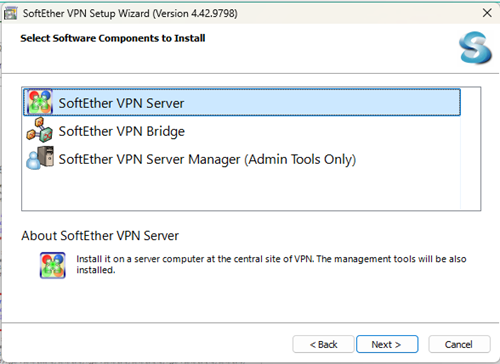 SoftEther VPN Setup Wizard (Version 4.42.9798)
Select Software Components to Install
SoftEther VPN Server
SoftEther VPN Bridge
SoftEther VPN Server Manager (Admin Tools Only)
About SoftEther VPN Server
Install it on a server computer at the central site of VPN. The management tools will be also
installed.
< Back
Next >
Cancel